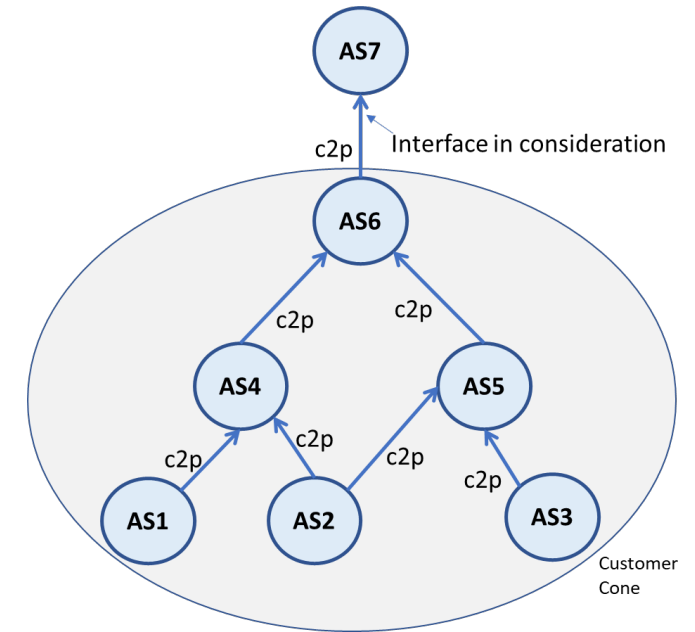 AS7
c2p
Interface in consideration
AS6
c2p
c2p
AS4
AS5
c2p
c2p
c2p
c2p
AS1
AS2
AS3
Customer
Cone